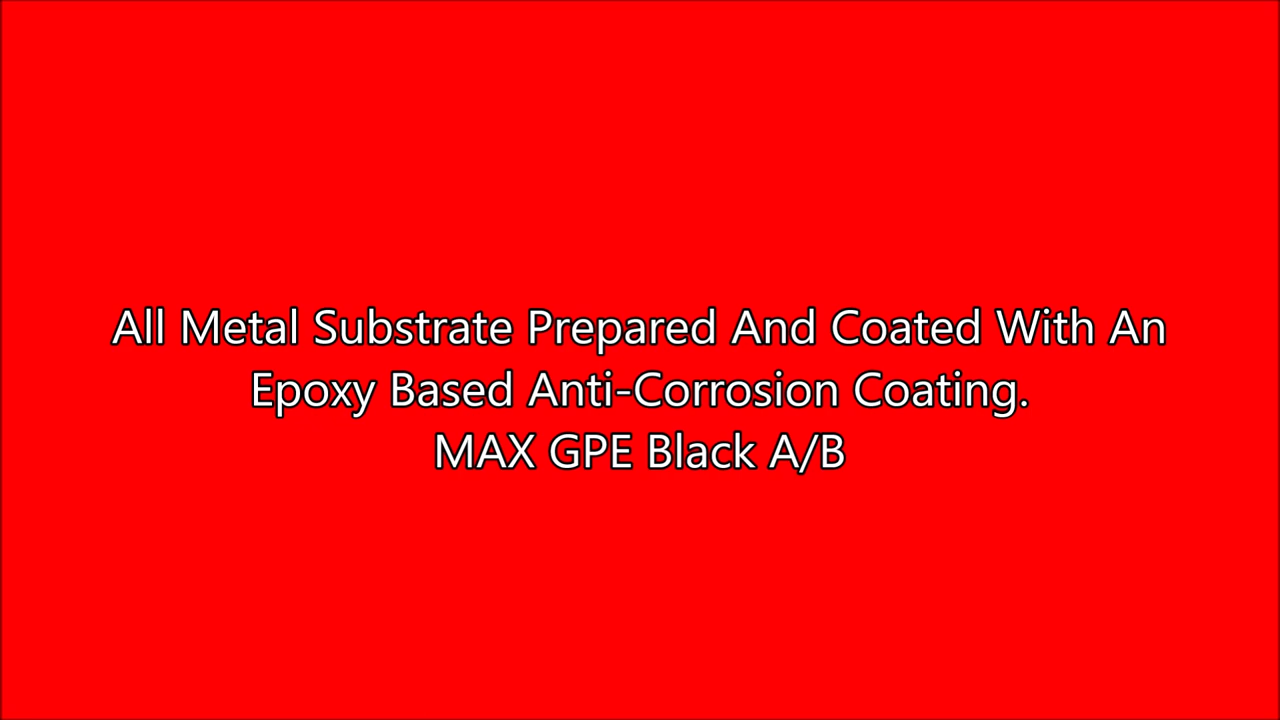 All Metal Substrate Prepared And Coated With An
Epoxy Based Anti-Corrosion Coating.
MAX GPE Black A/B